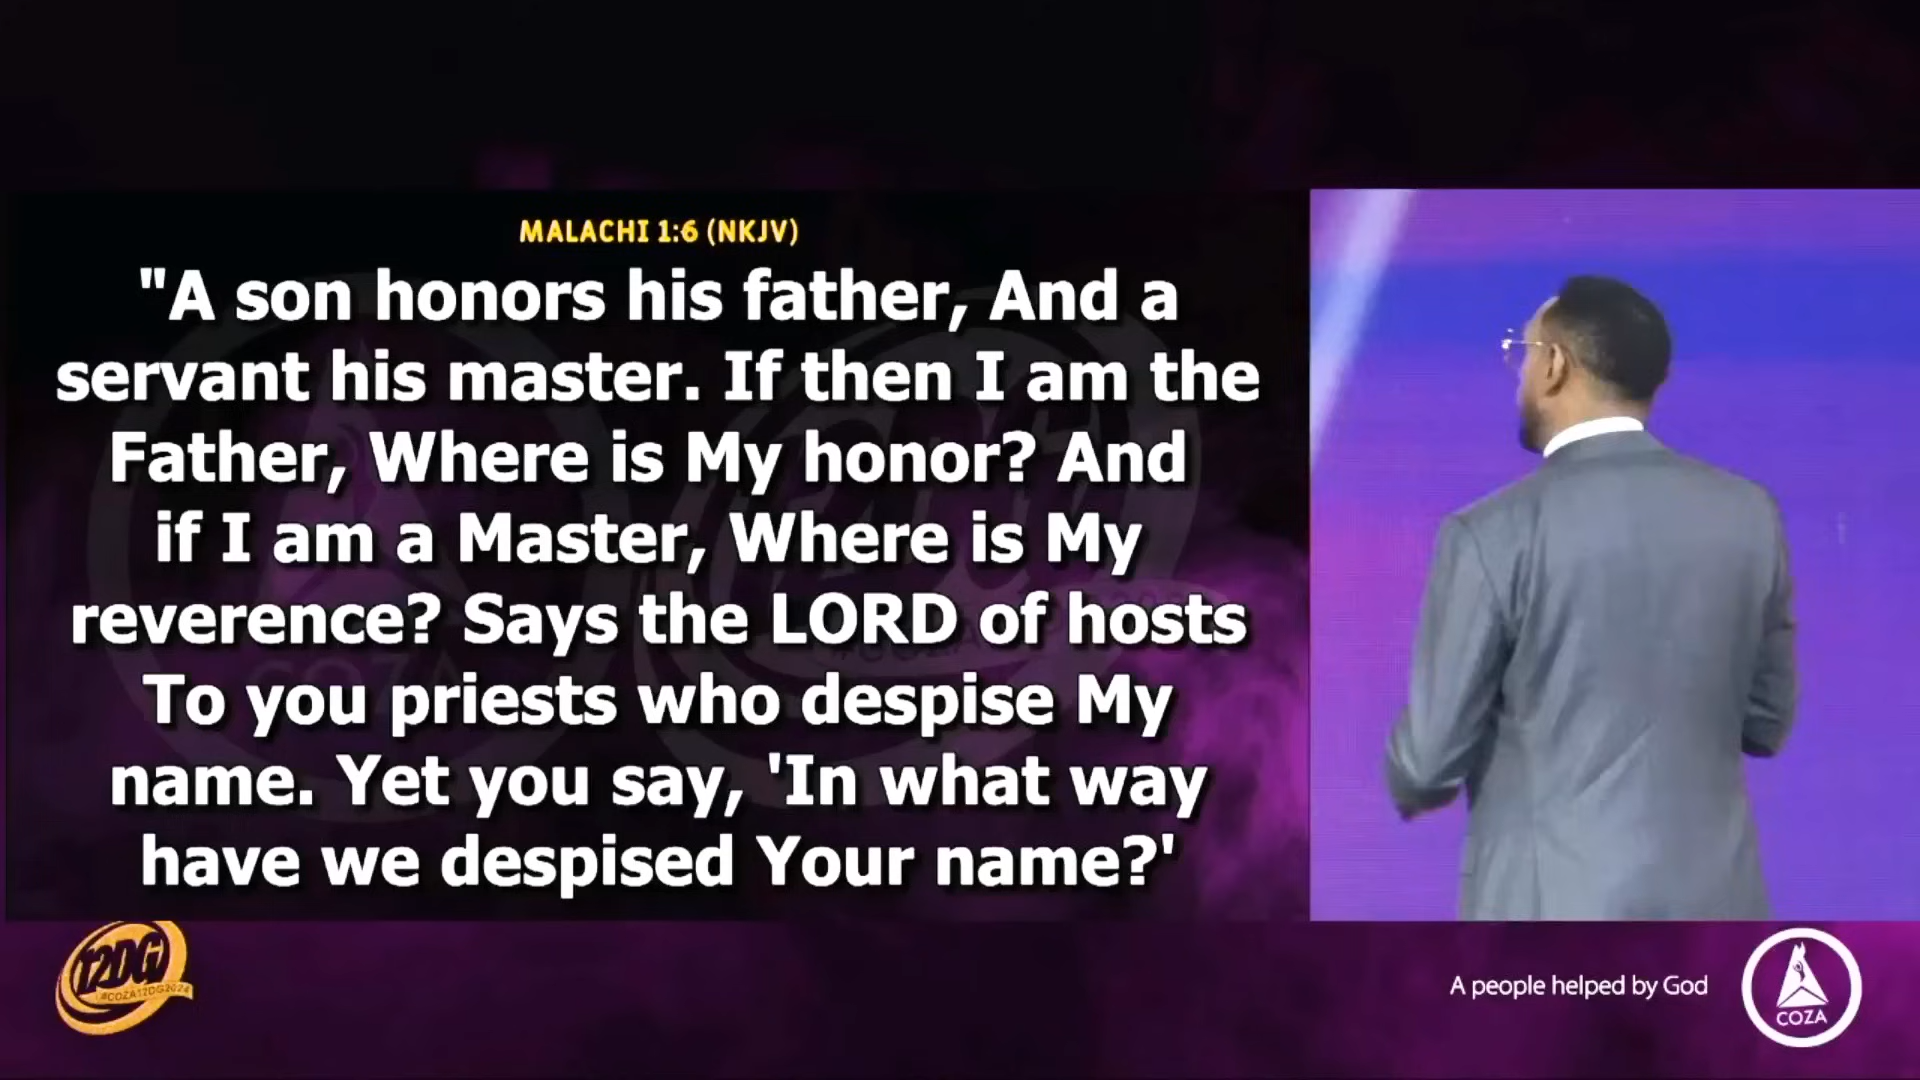 MALACHI 1:6 (NKJV)
"A son honors his father, And a
servant his master. If then I am the
Father, Where is My honor? And
if I am a Master, Where is My
reverence? Says the LORD of hosts
To you priests who despise My
name. Yet you say, 'In what way
have we despised Your name?'
12DG
#COZA12DG2024
A people helped by God
COZA